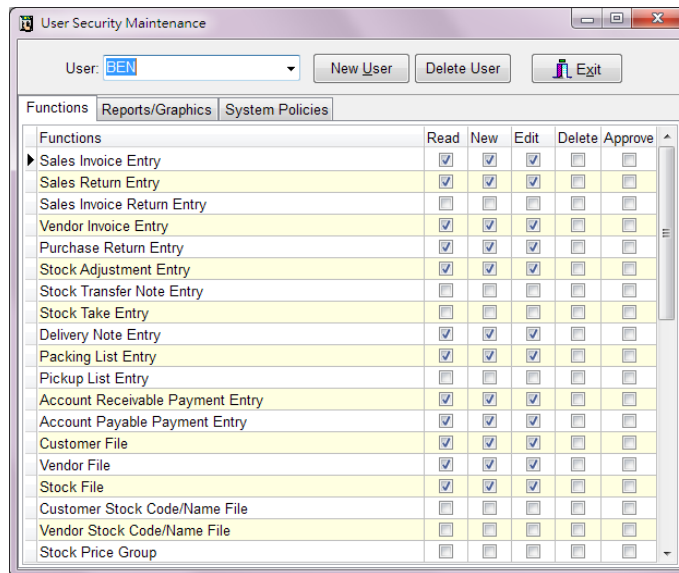 User Security Maintenance
User: BEN New User Delete User Exit
Functions Reports/Graphics System Policies
Functions Read New Edit Delete Approve
Sales Invoice Entry
Sales Return Entry
Sales Invoice Return Entry
Vendor Invoice Entry
Purchase Return Entry
Stock Adjustment Entry
Stock Transfer Note Entry
Stock Take Entry
Delivery Note Entry
Packing List Entry
Pickup List Entry
Account Receivable Payment Entry
Account Payable Payment Entry
Customer File
Vendor File
Stock File
Customer Stock Code/Name File
Vendor Stock Code/Name File
Stock Price Group